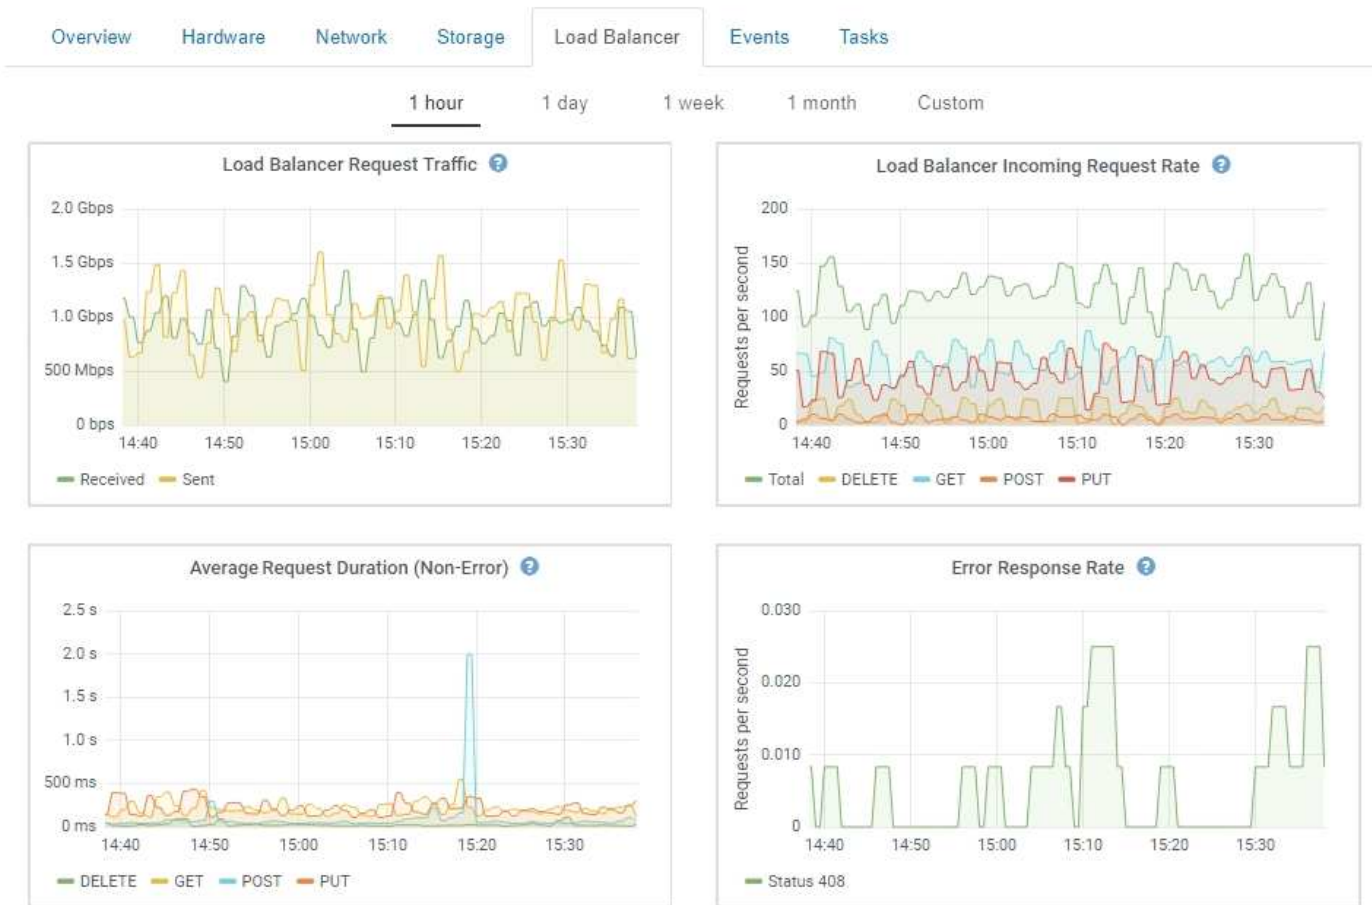 Overview Hardware Network Storage Load Balancer Events Tasks
1 hour 1 day 1 week 1 month Custom
Load Balancer Request Traffic ?
2.0 Gbps
1.5 Gbps
1.0 Gbps
500 Mbps
0 bps
14:40 14:50 15:00 15:10 15:20 15:30
Received Sent
Load Balancer Incoming Request Rate ?
Requests per second
200
150
100
50
0
14:40 14:50 15:00 15:10 15:20 15:30
Total DELETE GET POST PUT
Average Request Duration (Non-Error) ?
2.5 s
2.0 s
1.5 s
1.0 s
500 ms
0 ms
14:40 14:50 15:00 15:10 15:20 15:30
DELETE GET POST PUT
Error Response Rate ?
Requests per second
0.030
0.020
0.010
0
14:40 14:50 15:00 15:10 15:20 15:30
Status 408